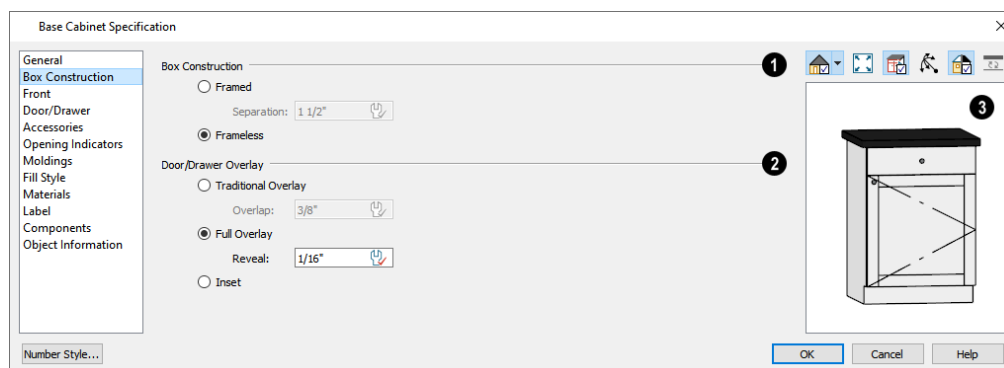 Base Cabinet Specification
General
Box Construction
Front
Door/Drawer
Accessories
Opening Indicators
Moldings
Fill Style
Materials
Label
Components
Object Information
Number Style...
Box Construction
1
Framed
Separation: 1 1/2"
Frameless
Door/Drawer Overlay
2
Traditional Overlay
Overlap: 3/8"
Full Overlay
Reveal: 1/16"
Inset
3
OK Cancel Help